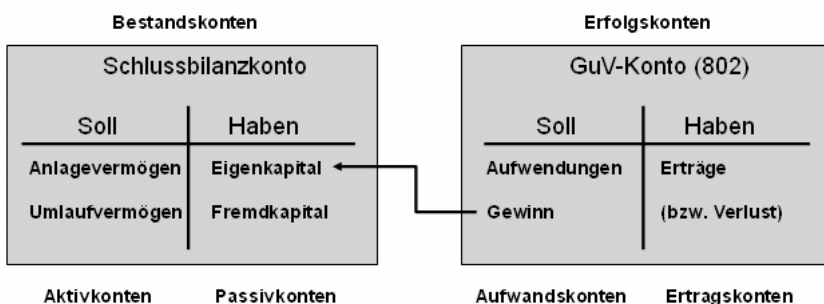 Bestandskonten
Erfolgskonten
Schlussbilanzkonto
Soll
Haben
Anlagevermögen
Eigenkapital
Umlaufvermögen
Fremdkapital
GuV-Konto (802)
Soll
Haben
Aufwendungen
Erträge
Gewinn
(bzw. Verlust)
Aktivkonten
Passivkonten
Aufwandskonten
Ertragskonten